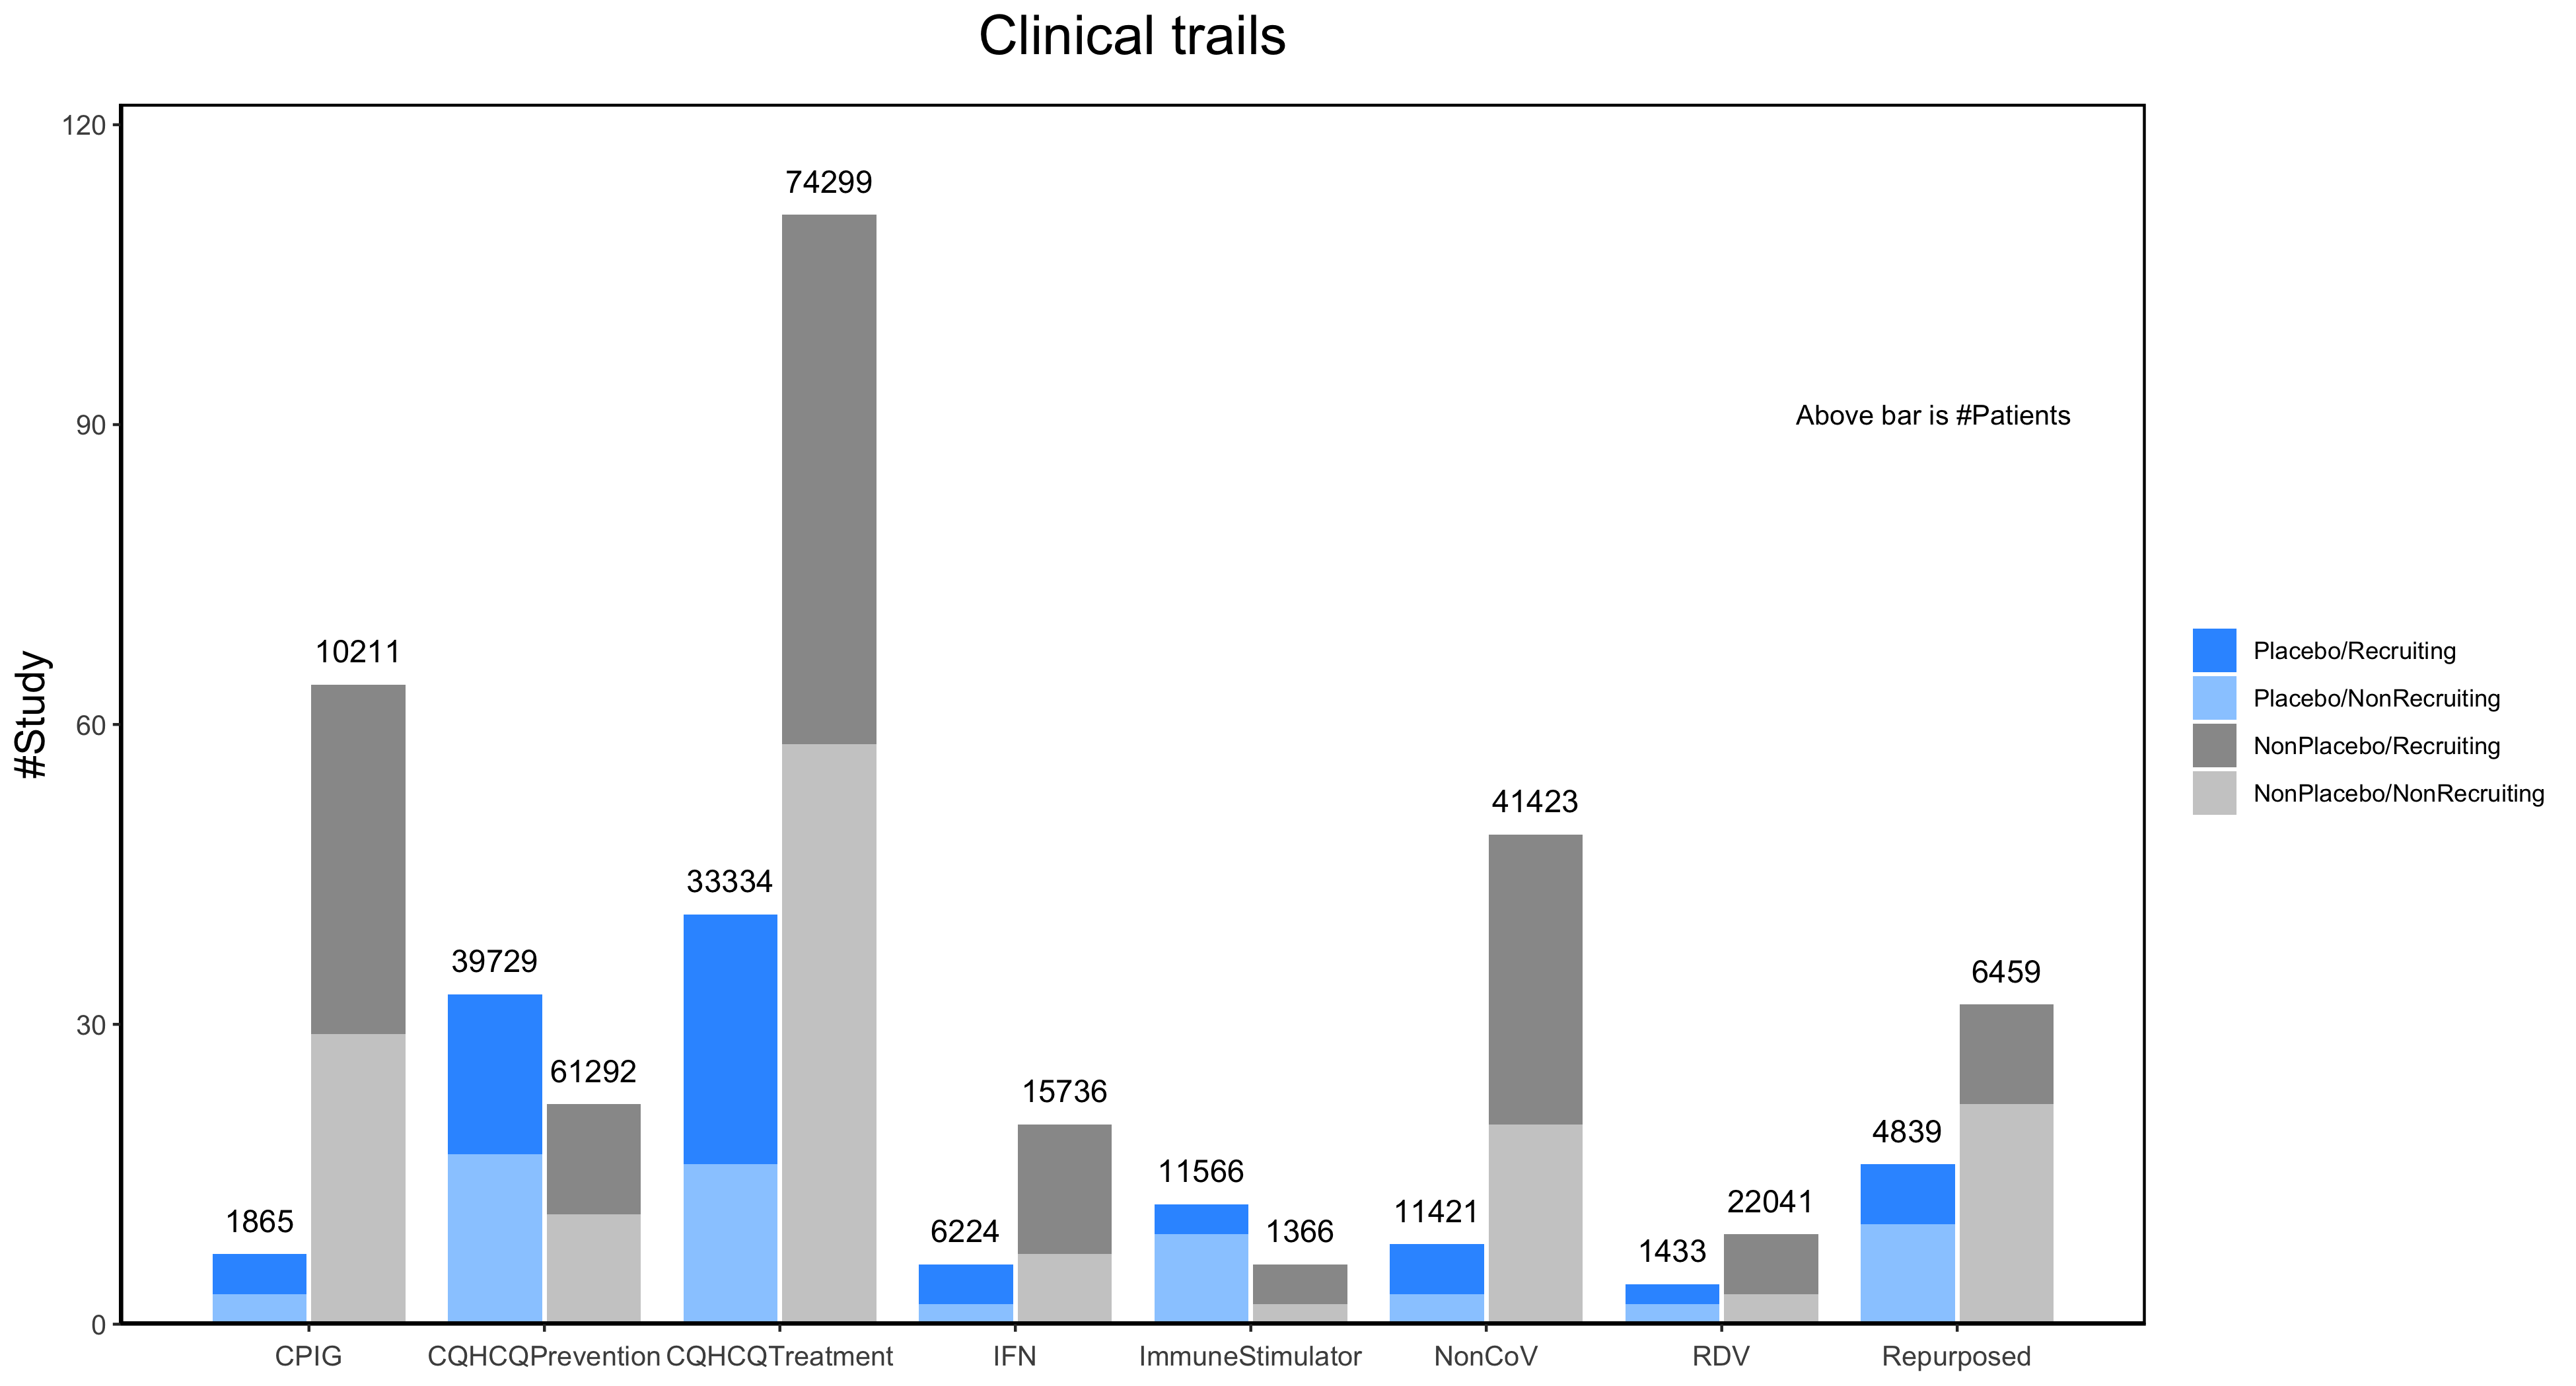 Clinical trails
120
90
60
30
0
#Study
74299
Above bar is #Patients
10211
41423
33334
39729
6459
61292
15736
4839
11566
22041
1865
11421
6224
1366
1433
CPIG
CQHCQPrevention
CQHCQTreatment
IFN
ImmuneStimulator
NonCoV
RDV
Repurposed
Placebo/Recruiting
Placebo/NonRecruiting
NonPlacebo/Recruiting
NonPlacebo/NonRecruiting